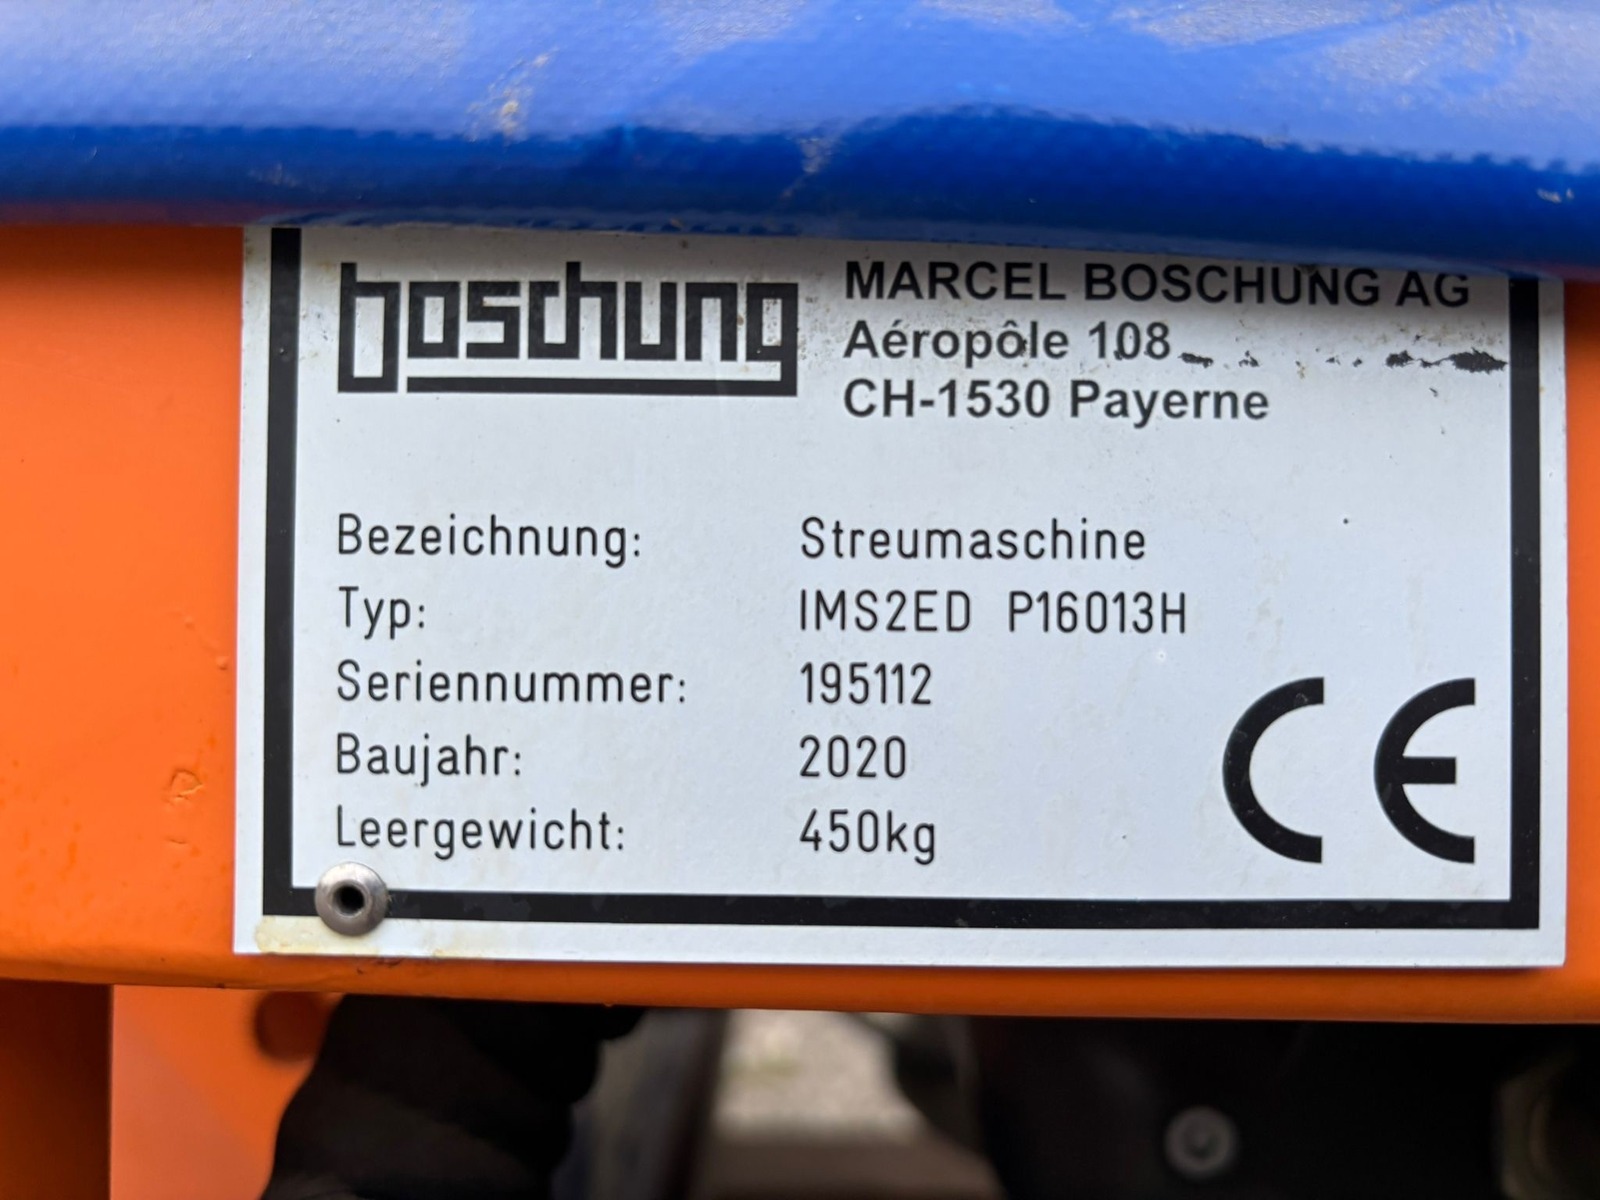 boschung
MARCEL BOSCHUNG AG
Aéropôle 108
CH-1530 Payerne
Bezeichnung: Streumaschine
Typ: IMS2ED P16013H
Seriennummer: 195112
Baujahr: 2020
Leergewicht: 450kg
CE